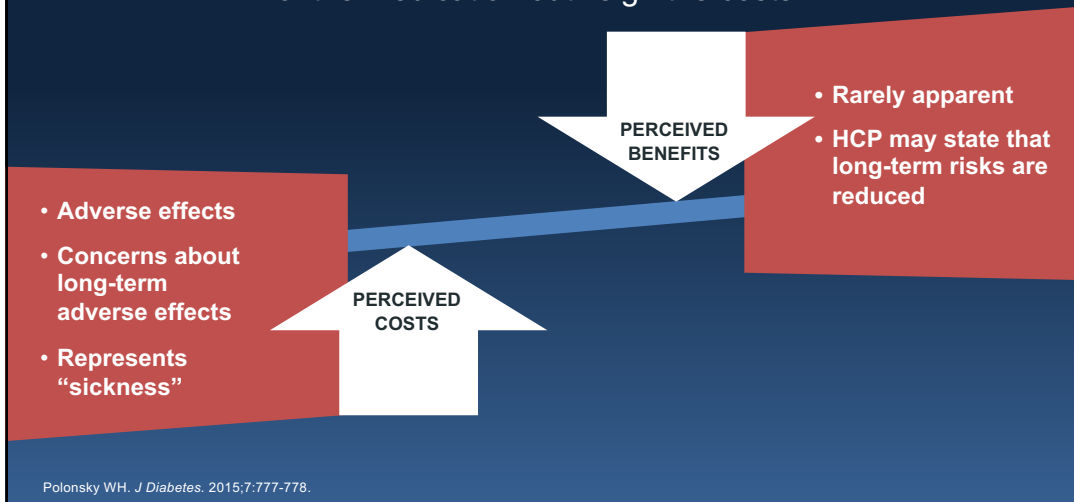 PERCEIVED
BENEFITS
• Rarely apparent
• HCP may state that
long-term risks are
reduced
• Adverse effects
• Concerns about
long-term
adverse effects
• Represents
“sickness”
PERCEIVED
COSTS
Polonsky WH. J Diabetes. 2015;7:777-778.